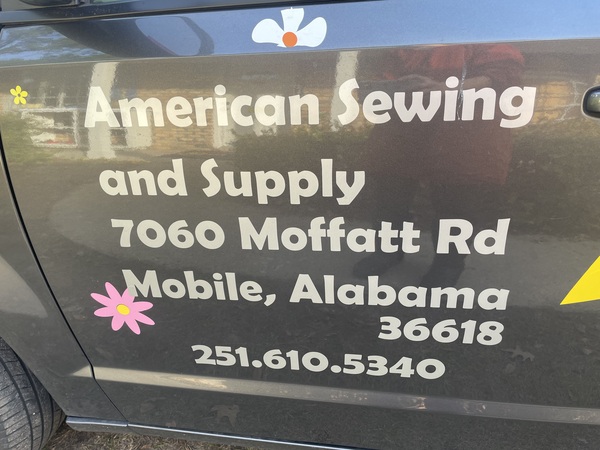 American Sewing
and Supply
7060 Moffatt Rd
Mobile, Alabama
36618
251.610.5340